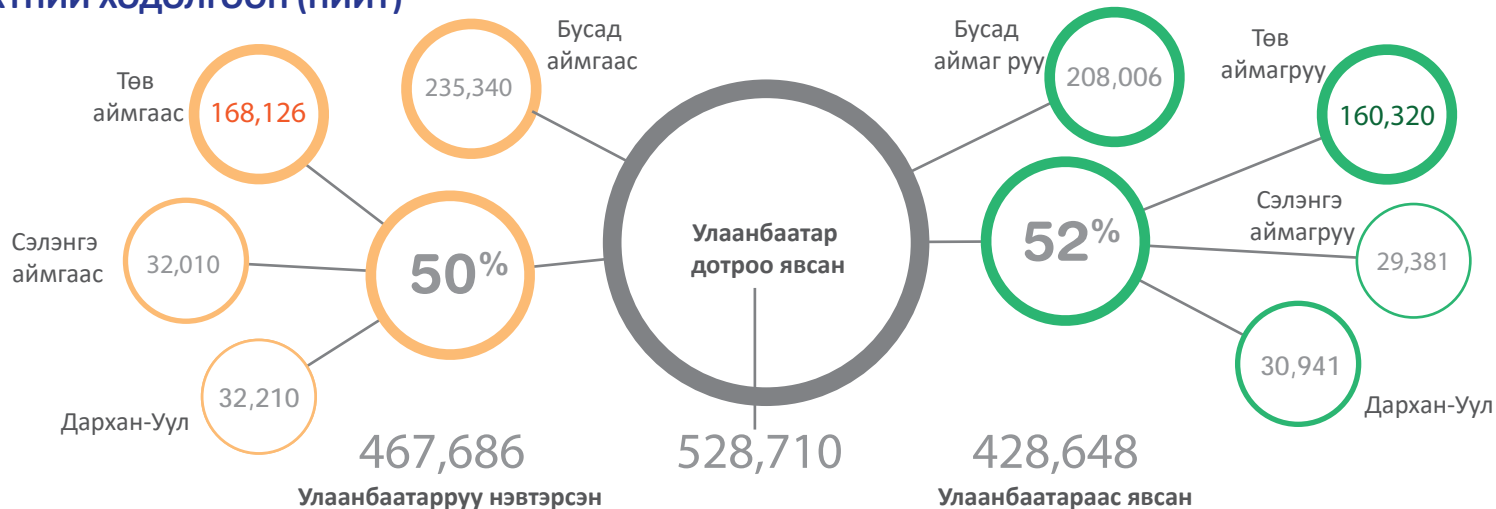 ХӨДӨЛГӨӨН (НИЙТ)
Төв
аймгаас
168,126
Бусад
аймгаас
235,340
Сэлэнгэ
аймгаас
32,010
50%
Дархан-Уул
32,210
467,686
Улаанбаатарруу нэвтэрсэн
Улаанбаатар
дотроо явсан
528,710
Бусад
аймаг руу
208,006
Төв
аймагруу
160,320
52%
Сэлэнгэ
аймагруу
29,381
30,941
Дархан-Уул
428,648
Улаанбаатараас явсан